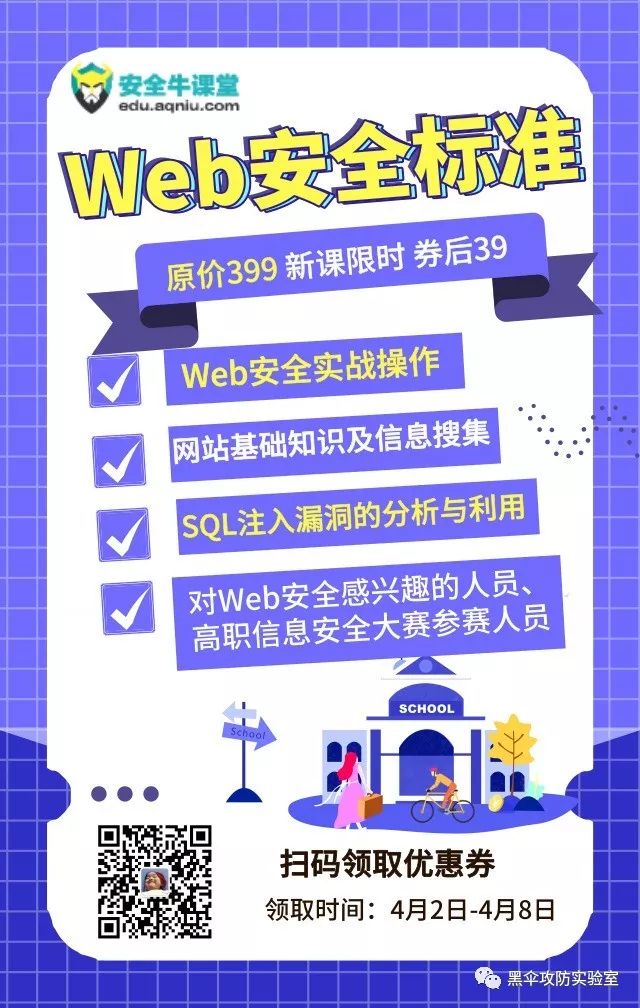 安全牛课堂
edu.aqniu.com
Web安全标准
原价399 新课限时 券后39
Web安全实战操作
网站基础知识及信息搜集
SQL注入漏洞的分析与利用
对Web安全感兴趣的人员、
高职信息安全大赛参赛人员
SCHOOL
School
扫码领取优惠券
领取时间：4月2日-4月8日
黑伞攻防实验室